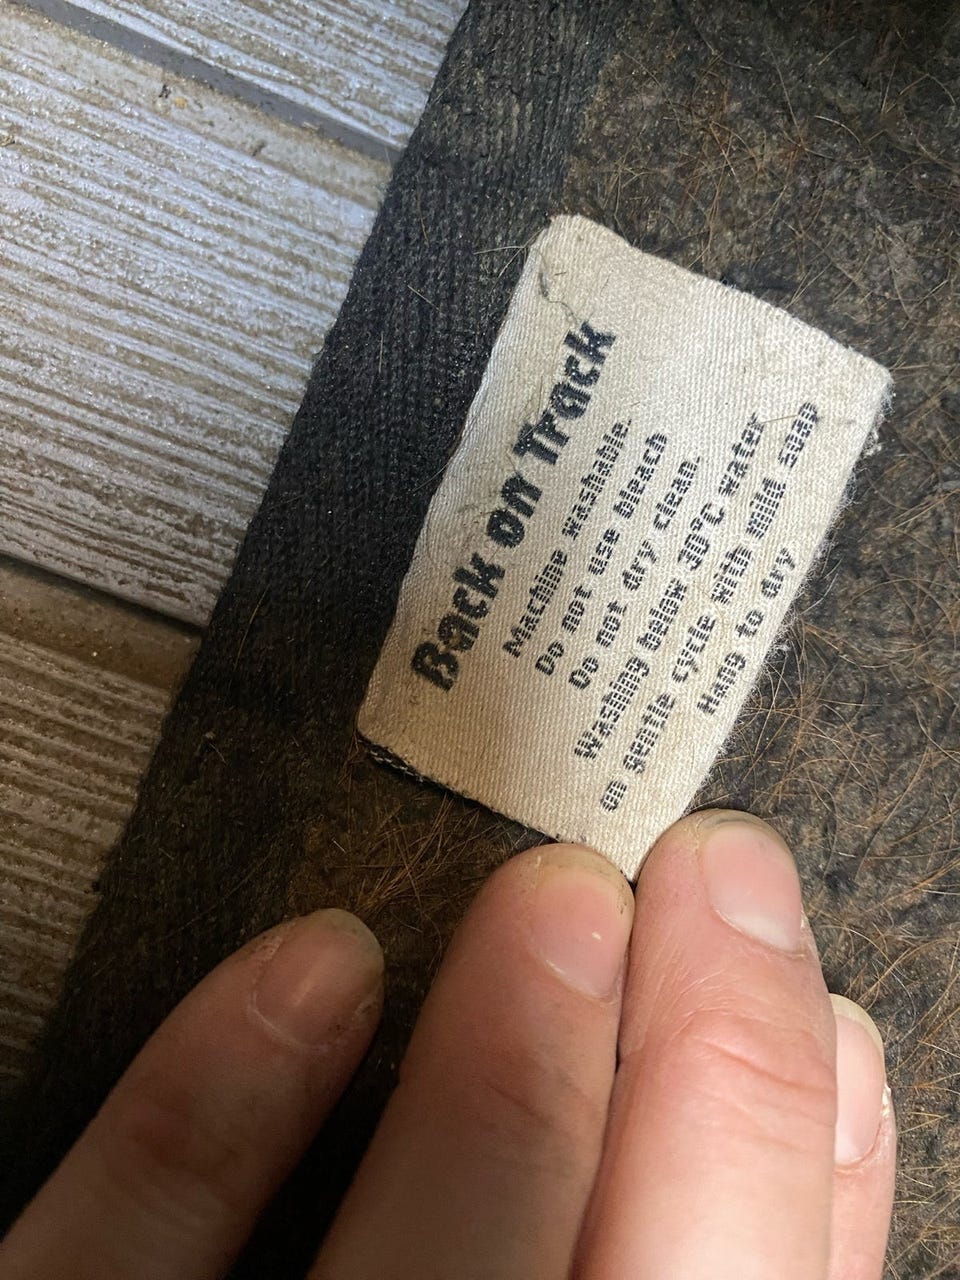 Back on Track
Machine washable.
Do not use bleach
Do not dry clean.
Washing below 30°C water
on gentle cycle with mild soap
Hang to dry